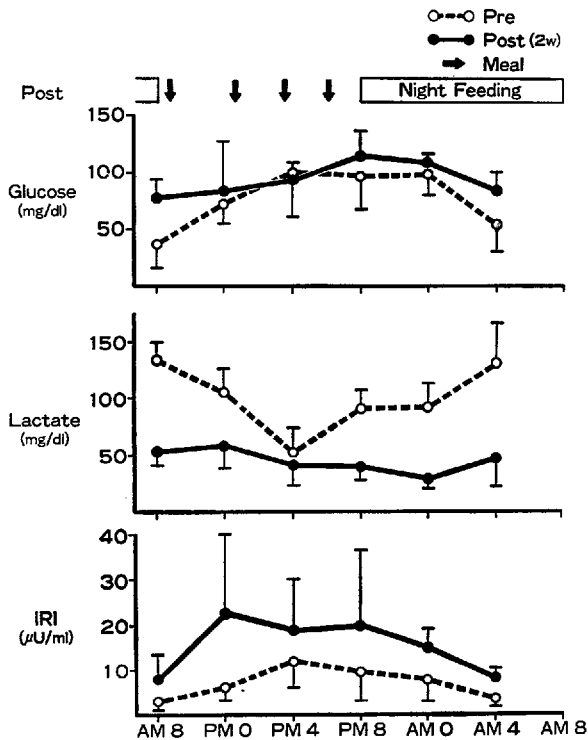 Pre
Post (2w)
Meal
Post
Night Feeding
150
100
50
Glucose
(mg/dl)
150
100
50
Lactate
(mg/dl)
40
30
20
10
IRI
(μU/ml)
AM 8 PM 0 PM 4 PM 8 AM 0 AM 4 AM 8